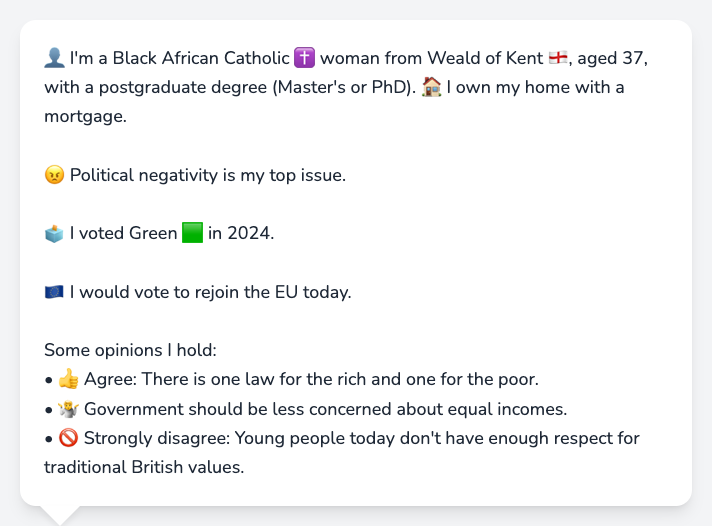 👤 I'm a Black African Catholic ✝️ woman from Weald of Kent 🏴󠁧󠁢󠁥󠁮󠁧󠁿, aged 37,
with a postgraduate degree (Master's or PhD). 🏠 I own my home with a
mortgage.
😠 Political negativity is my top issue.
🗳️ I voted Green 🟩 in 2024.
🇪🇺 I would vote to rejoin the EU today.
Some opinions I hold:
• 👍 Agree: There is one law for the rich and one for the poor.
• 🤷 Government should be less concerned about equal incomes.
• 🚫 Strongly disagree: Young people today don't have enough respect for
traditional British values.